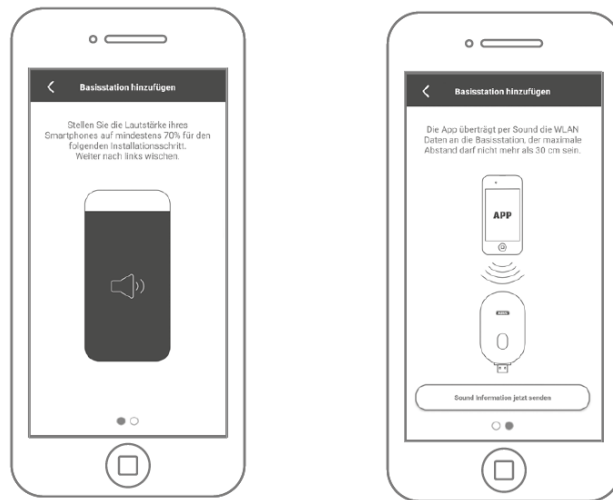 Basisstation hinzufügen
Stellen Sie die Lautstärke ihres
Smartphones auf mindestens 70% für den
folgenden Installationsschritt.
Weiter nach links wischen.
Basisstation hinzufügen
Die App überträgt per Sound die WLAN
Daten an die Basisstation, der maximale
Abstand darf nicht mehr als 30 cm sein.
APP
Sound Information jetzt senden